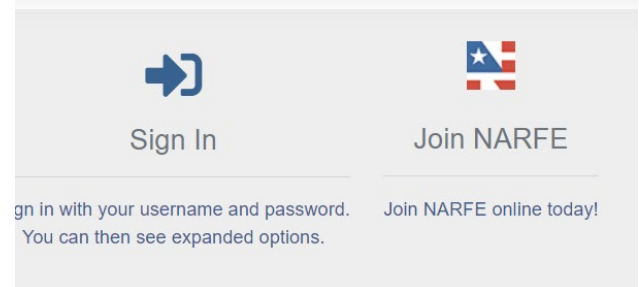 Sign In
Join NARFE
gn in with your username and password.
You can then see expanded options.
Join NARFE online today!